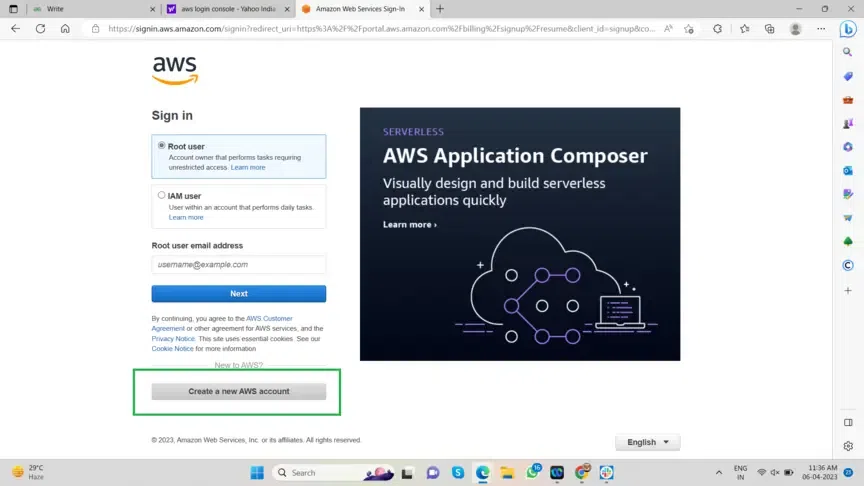 Write
aws login console - Yahoo India
Amazon Web Services Sign-In
https://signin.aws.amazon.com/signin?redirect_uri=https%3A%2F%2Fportal.aws.amazon.com%2Fbilling%2Fsignup%2Fresume&client_id=signup&co...
aws
Sign in
Root user
Account owner that performs tasks requiring
unrestricted access. Learn more
IAM user
User within an account that performs daily tasks.
Learn more
Root user email address
username@example.com
Next
By continuing, you agree to the AWS Customer
Agreement or other agreement for AWS services, and the
Privacy Notice. This site uses essential cookies. See our
Cookie Notice for more information
New to AWS?
Create a new AWS account
SERVERLESS
AWS Application Composer
Visually design and build serverless
applications quickly
Learn more ›
© 2023, Amazon Web Services, Inc. or its affiliates. All rights reserved.
English
29°C
Haze
Search
16
ENG
IN
11:36 AM
06-04-2023